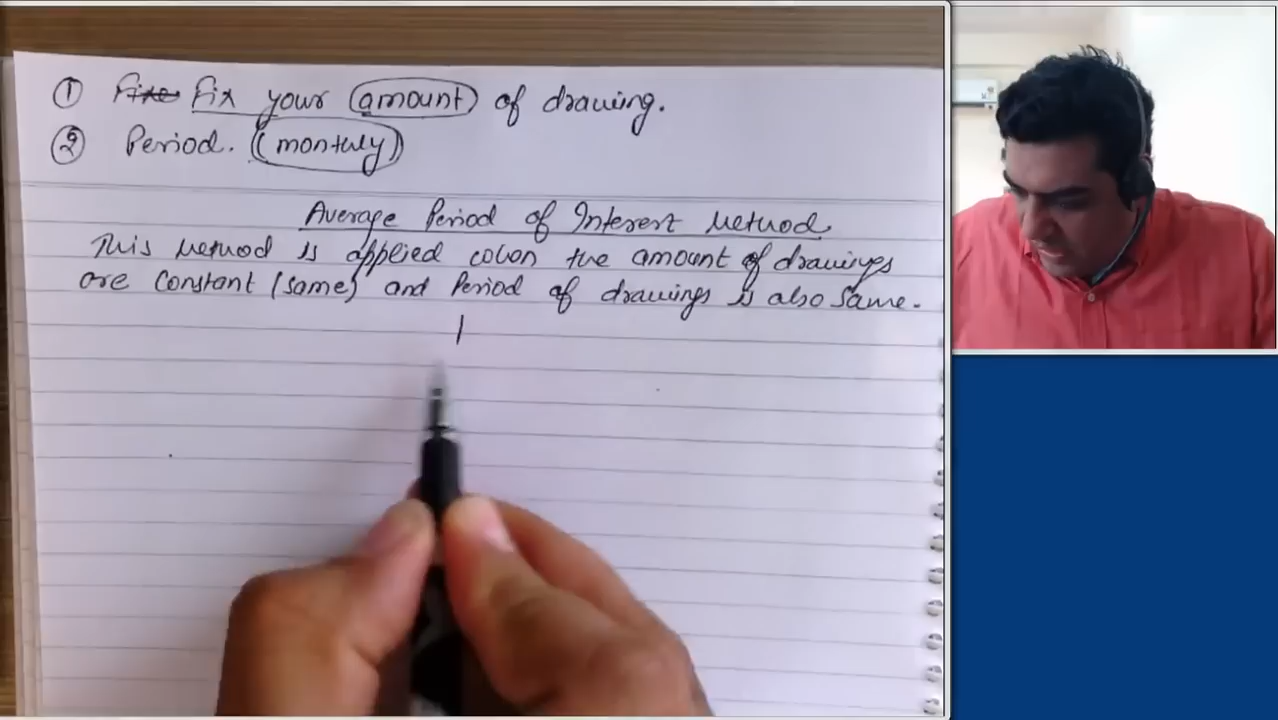 ① Fixe Fix your (amount) of drawing.
② Period. (monthly)
Average Period of Interest Method
This Method is applied when the amount of drawings
are Constant (same) and Period of drawings is also same.